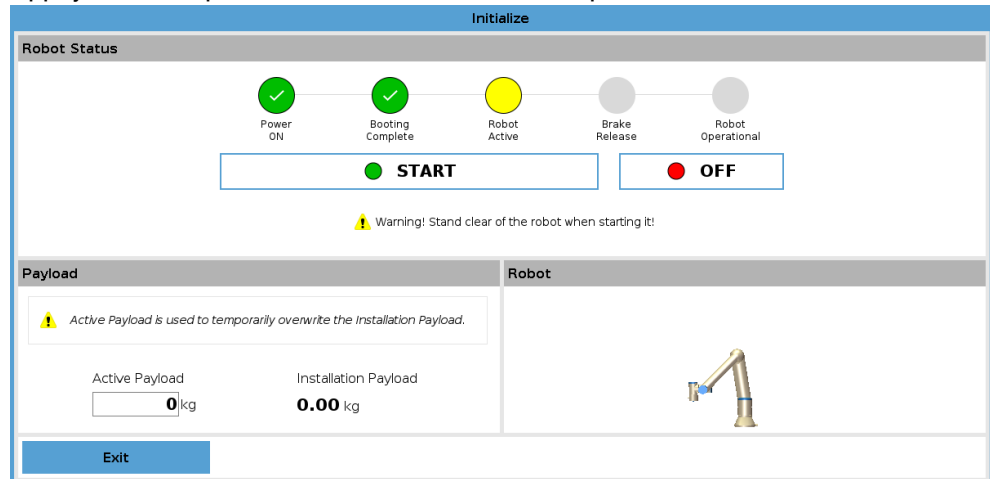 Initialize
Robot Status
Power
ON
Booting
Complete
Robot
Active
Brake
Release
Robot
Operational
START
OFF
Warning! Stand clear of the robot when starting it!
Payload
Robot
Active Payload is used to temporarily overwrite the Installation Payload.
Active Payload
Installation Payload
0 kg
0.00 kg
Exit